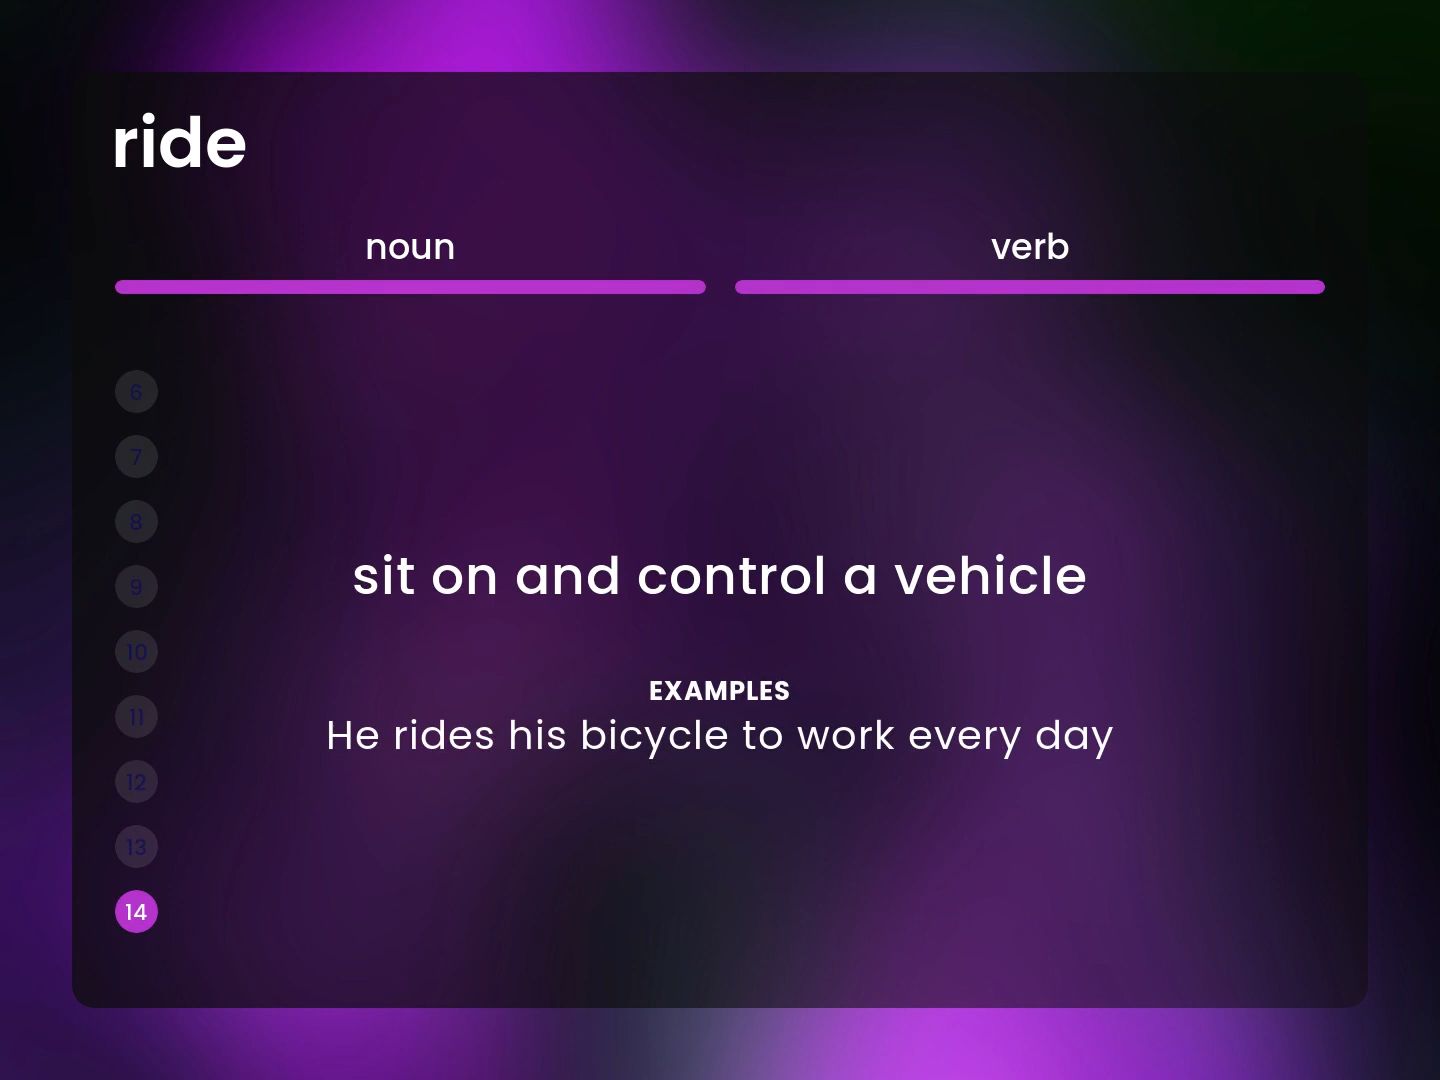 ride
noun verb
6
7
8
9
10
11
12
13
14
sit on and control a vehicle
EXAMPLES
He rides his bicycle to work every day